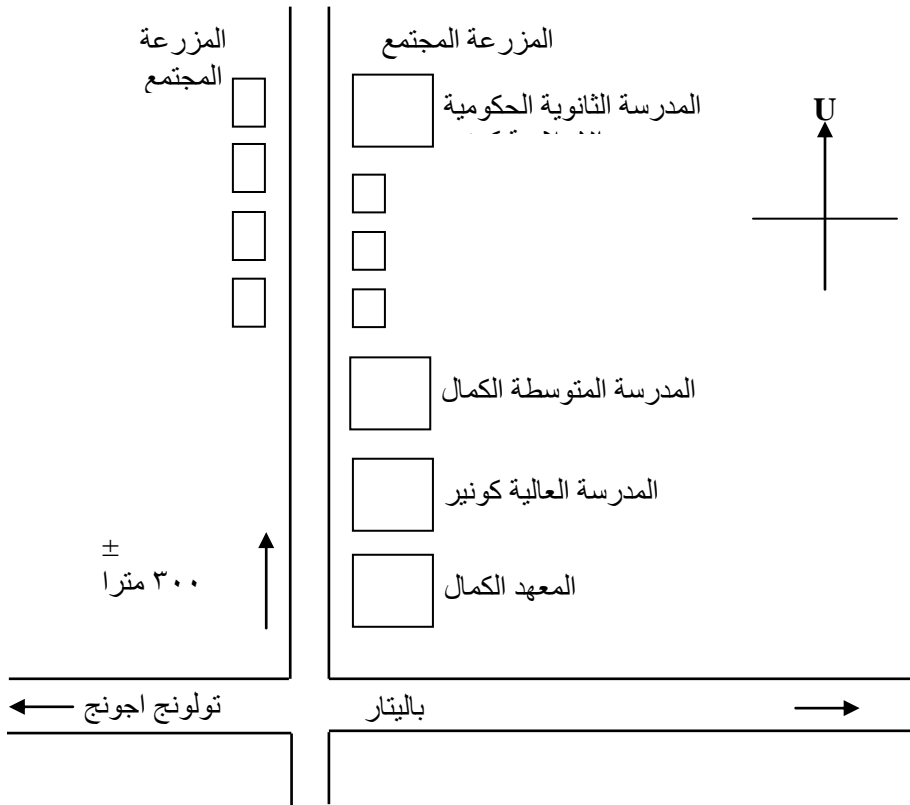 المزرعة
المجتمع
المزرعة المجتمع
المدرسة الثانوية الحكومية
U
المدرسة المتوسطة الكمال
المدرسة العالية كونير
±
٣٠٠ مترا
المعهد الكمال
تولونج اجونج
باليتار